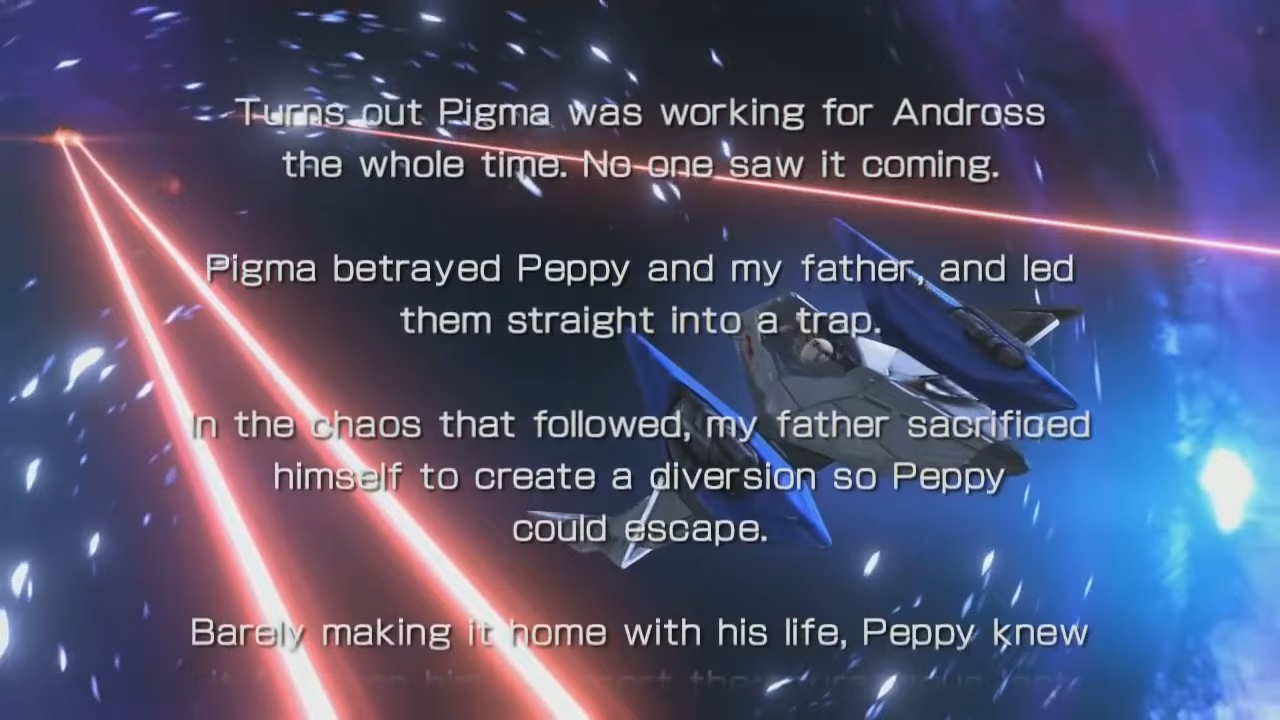 Turns out Pigma was working for Andross
the whole time. No one saw it coming.
Pigma betrayed Peppy and my father, and led
them straight into a trap.
In the chaos that followed, my father sacrificed
himself to create a diversion so Peppy
could escape.
Barely making it home with his life, Peppy knew